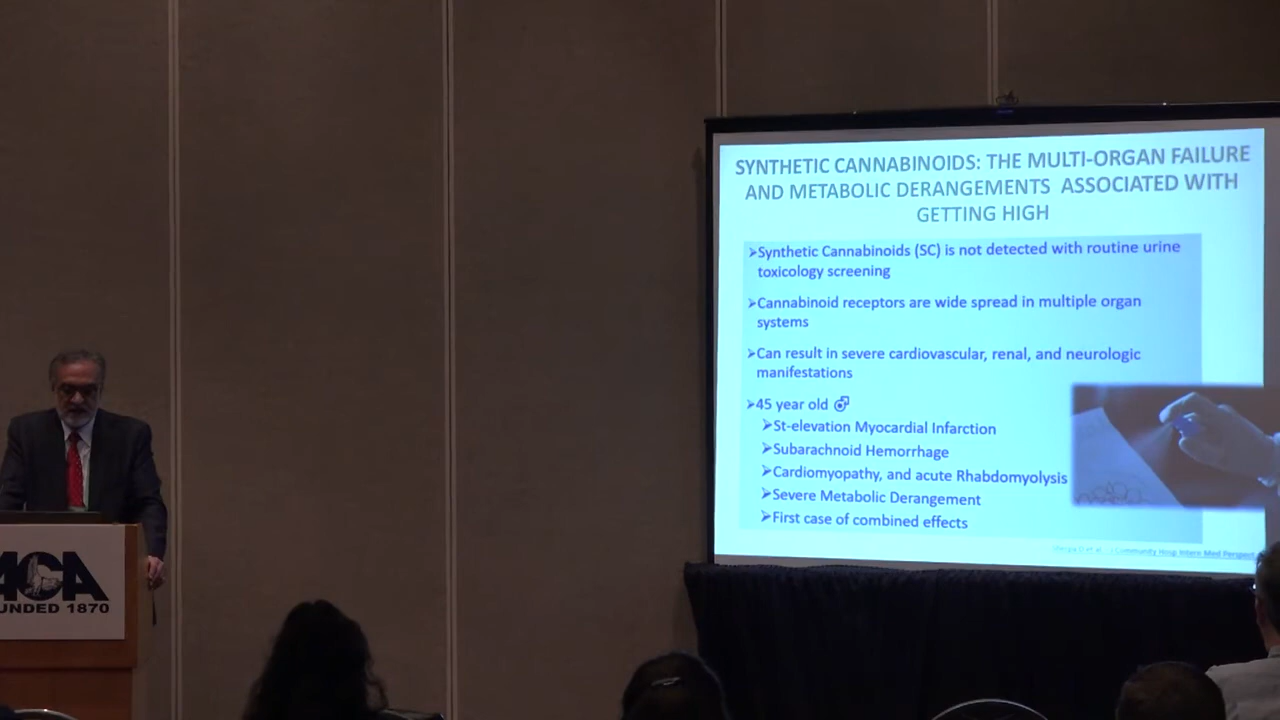 SYNTHETIC CANNABINOIDS: THE MULTI-ORGAN FAILURE
AND METABOLIC DERANGEMENTS ASSOCIATED WITH
GETTING HIGH
➢Synthetic Cannabinoids (SC) is not detected with routine urine
toxicology screening
➢Cannabinoid receptors are wide spread in multiple organ
systems
➢Can result in severe cardiovascular, renal, and neurologic
manifestations
➢45 year old ♂
➢St-elevation Myocardial Infarction
➢Subarachnoid Hemorrhage
➢Cardiomyopathy, and acute Rhabdomyolysis
➢Severe Metabolic Derangement
➢First case of combined effects
Community Hosp Intern Med Perspect
ACA
UNDED 1870